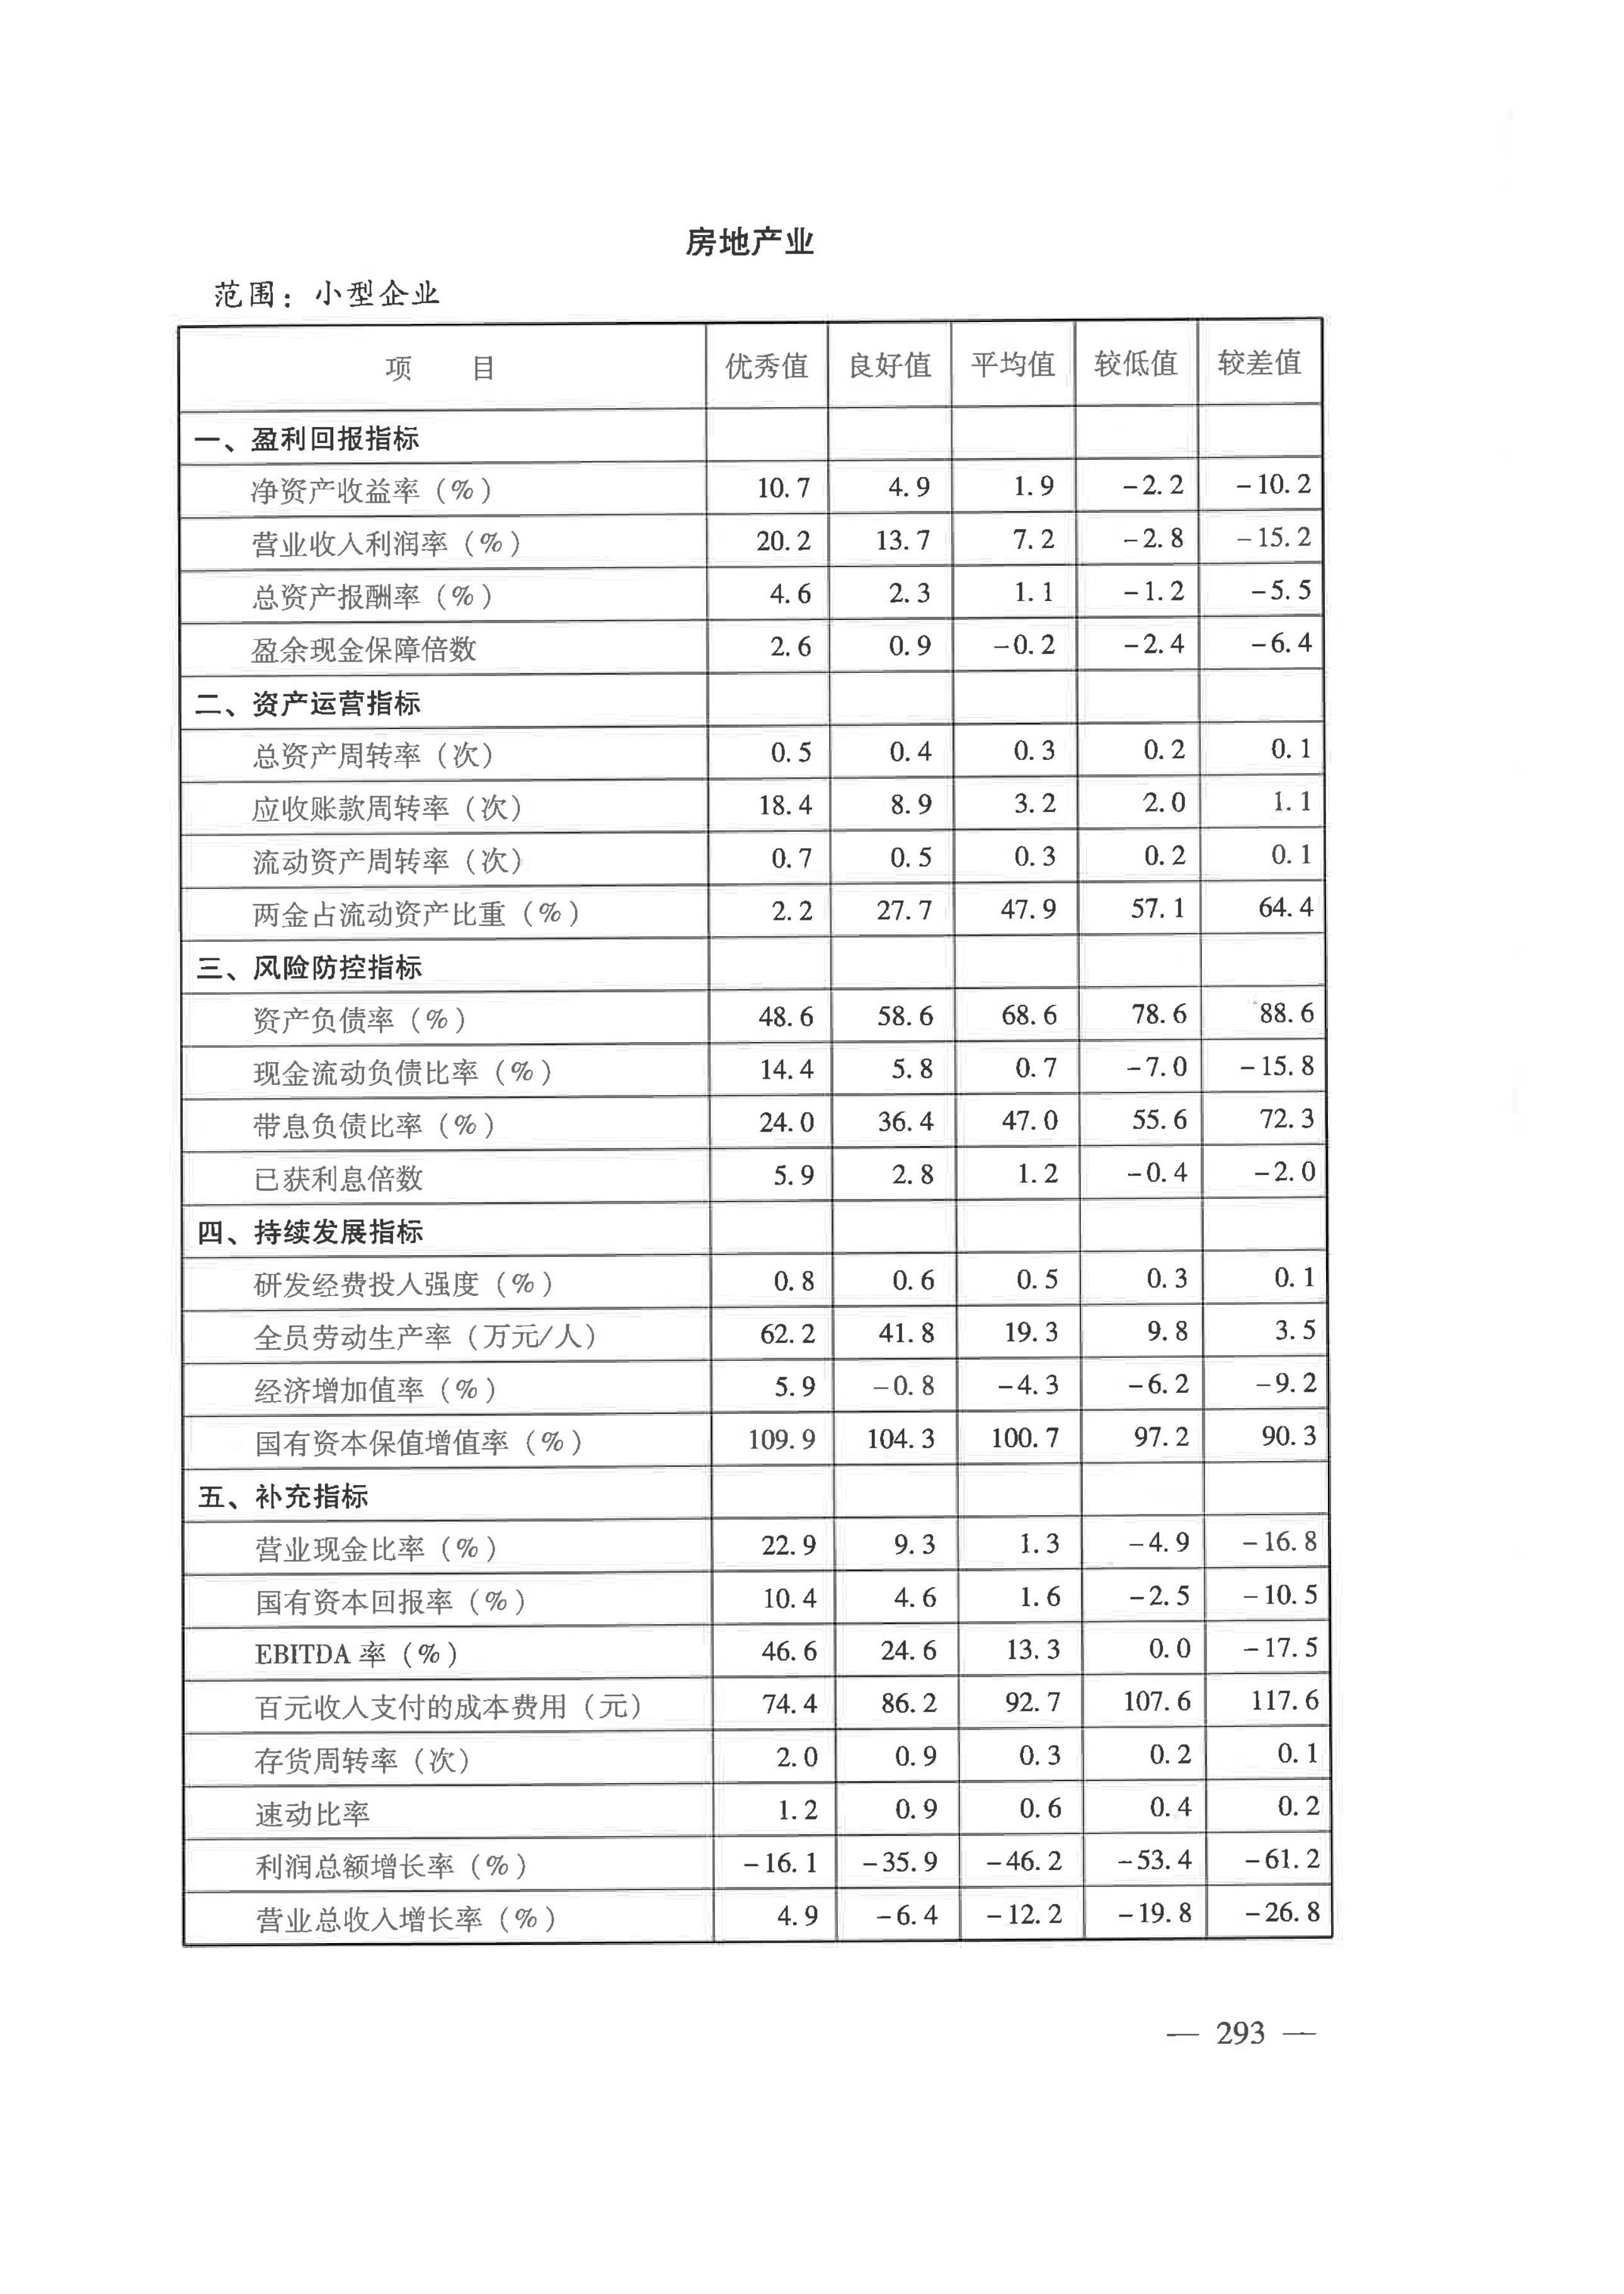 房地产业
范围：小型企业
项 目 优秀值 良好值 平均值 较低值 较差值
一、盈利回报指标
净资产收益率（%） 10.7 4.9 1.9 -2.2 -10.2
营业收入利润率（%） 20.2 13.7 7.2 -2.8 -15.2
总资产报酬率（%） 4.6 2.3 1.1 -1.2 -5.5
盈余现金保障倍数 2.6 0.9 -0.2 -2.4 -6.4
二、资产运营指标
总资产周转率（次） 0.5 0.4 0.3 0.2 0.1
应收账款周转率（次） 18.4 8.9 3.2 2.0 1.1
流动资产周转率（次） 0.7 0.5 0.3 0.2 0.1
两金占流动资产比重（%） 2.2 27.7 47.9 57.1 64.4
三、风险防控指标
资产负债率（%） 48.6 58.6 68.6 78.6 88.6
现金流动负债比率（%） 14.4 5.8 0.7 -7.0 -15.8
带息负债比率（%） 24.0 36.4 47.0 55.6 72.3
已获利息倍数 5.9 2.8 1.2 -0.4 -2.0
四、持续发展指标
研发经费投入强度（%） 0.8 0.6 0.5 0.3 0.1
全员劳动生产率（万元/人） 62.2 41.8 19.3 9.8 3.5
经济增加值率（%） 5.9 -0.8 -4.3 -6.2 -9.2
国有资本保值增值率（%） 109.9 104.3 100.7 97.2 90.3
五、补充指标
营业现金比率（%） 22.9 9.3 1.3 -4.9 -16.8
国有资本回报率（%） 10.4 4.6 1.6 -2.5 -10.5
EBITDA 率（%） 46.6 24.6 13.3 0.0 -17.5
百元收入支付的成本费用（元） 74.4 86.2 92.7 107.6 117.6
存货周转率（次） 2.0 0.9 0.3 0.2 0.1
速动比率 1.2 0.9 0.6 0.4 0.2
利润总额增长率（%） -16.1 -35.9 -46.2 -53.4 -61.2
营业总收入增长率（%） 4.9 -6.4 -12.2 -19.8 -26.8
— 293 —